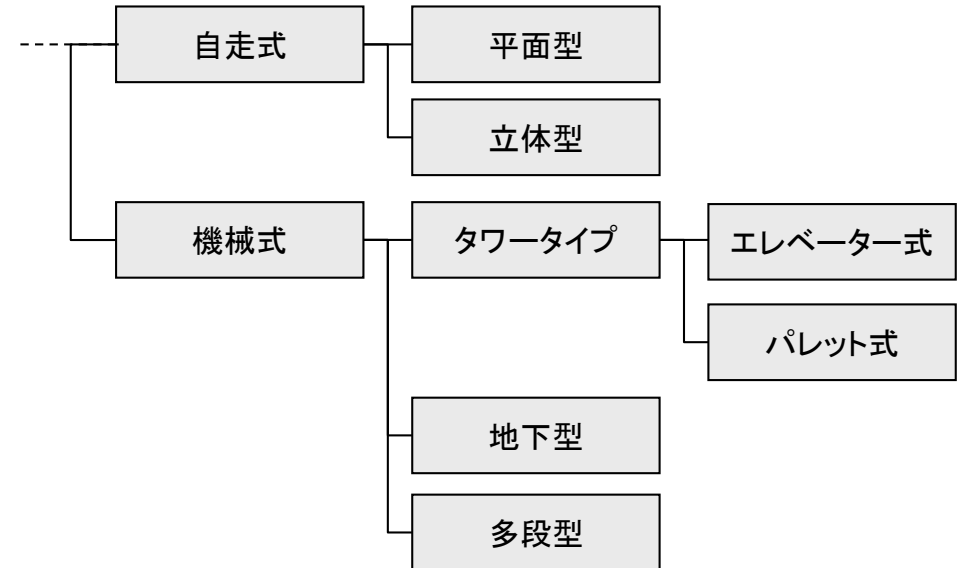 自走式
平面型
立体型
機械式
タワータイプ
エレベーター式
パレット式
地下型
多段型